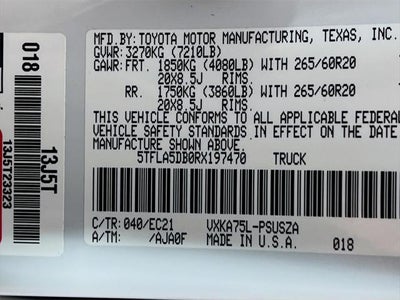 MFD.BY:TOYOTA MOTOR MANUFACTURING, TEXAS, INC.
GVWR: 3270KG (7210LB)
GAWR: FRT. 1850KG (4080LB) WITH 265/60R20
20X8.5J RIMS.
RR. 1750KG (3860LB) WITH 265/60R20
20X8.5J RIMS.
THIS VEHICLE CONFORMS TO ALL APPLICABLE FEDERAL
VEHICLE SAFETY STANDARDS IN EFFECT ON THE DATE
MANUFACTURE SHOWN ABOVE.
5TFLA5DB0RX197470 TRUCK
C/TR: 040/EC21 VXKA75L-PSUSZA
A/TM: /AJA0F MADE IN U.S.A. 018
018
13J5T
13J5T23323